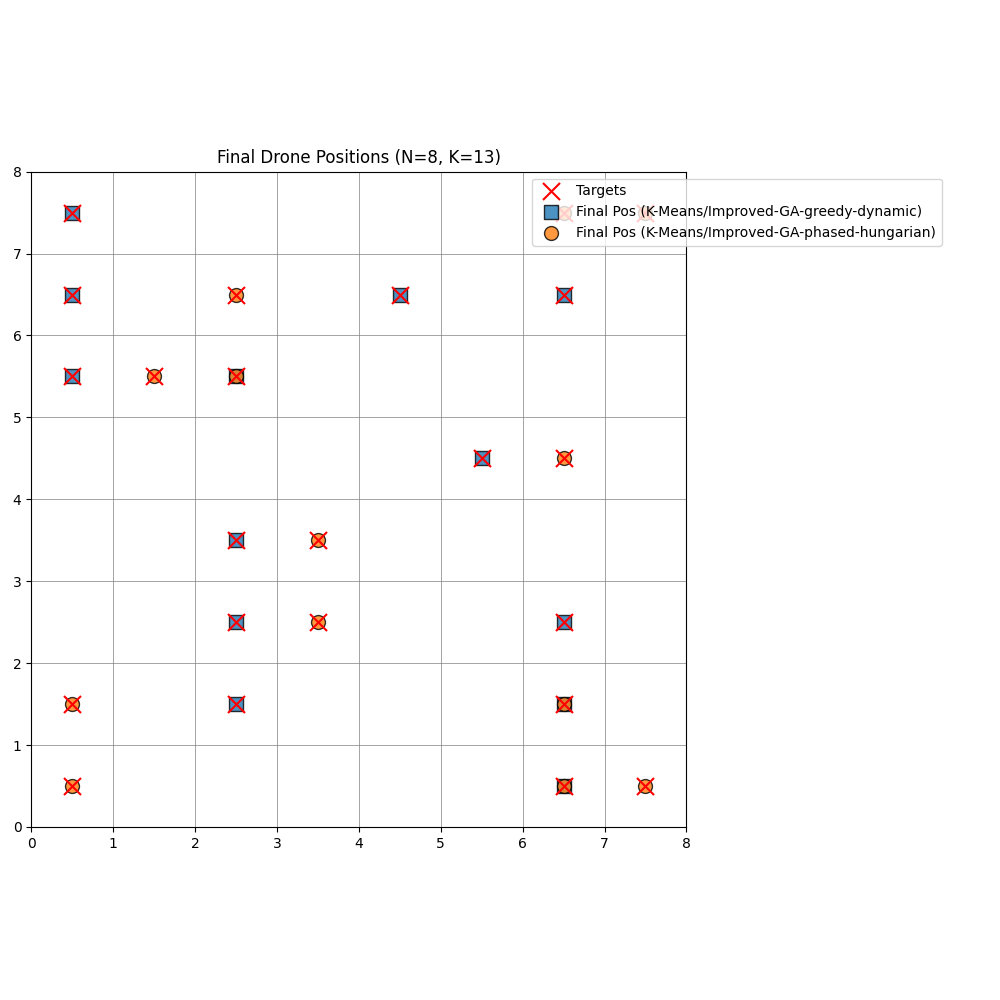 Final Drone Positions (N=8, K=13)
Targets
Final Pos (K-Means/Improved-GA-greedy-dynamic)
Final Pos (K-Means/Improved-GA-phased-hungarian)
8
7
6
5
4
3
2
1
0
0 1 2 3 4 5 6 7 8